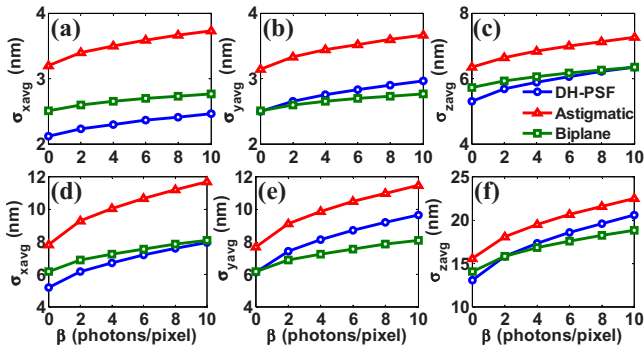 (a)
(b)
(c)
4
3
2
σxavg (nm)
0 2 4 6 8 10
4
3
2
σyavg (nm)
0 2 4 6 8 10
8
6
4
2
σzavg (nm)
DH-PSF
Astigmatic
Biplane
0 2 4 6 8 10
(d)
(e)
(f)
12
10
8
6
4
σxavg (nm)
0 2 4 6 8 10
β (photons/pixel)
12
10
8
6
4
σyavg (nm)
0 2 4 6 8 10
β (photons/pixel)
25
20
15
10
σzavg (nm)
0 2 4 6 8 10
β (photons/pixel)